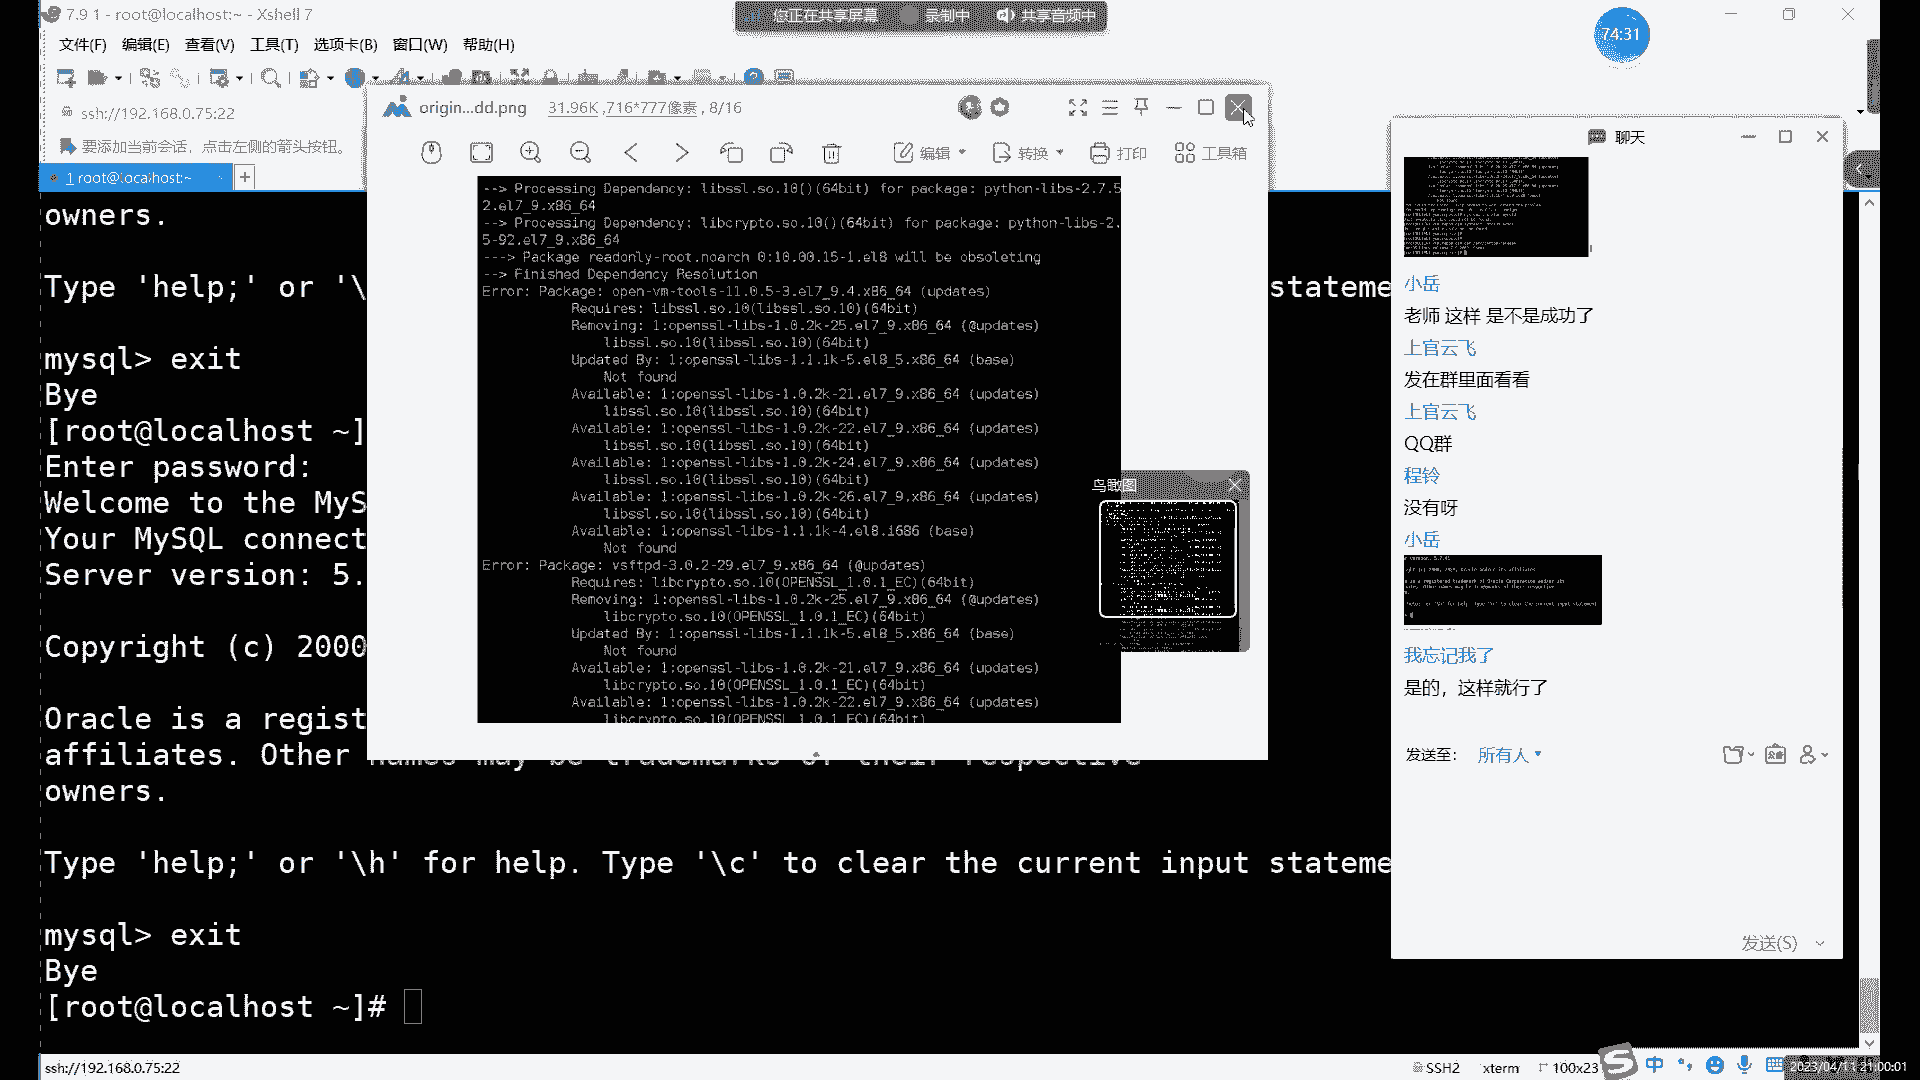 7.9 1 - root@localhost:~ - Xshell 7
您正在共享屏幕
录制中
共享音频中
74:31
文件(F) 编辑(E) 查看(V) 工具(T) 选项卡(B) 窗口(W) 帮助(H)
ssh://192.168.0.75:22
要添加当前会话，点击左侧的箭头按钮。
1 root@localhost:~
owners.
Type 'help;' or '\
stateme
mysql> exit
Bye
[root@localhost ~]
Enter password:
Welcome to the MyS
Your MySQL connect
Server version: 5.
Copyright (c) 2000
Oracle is a regist
affiliates. Other names may be trademarks of their respective
owners.
Type 'help;' or '\h' for help. Type '\c' to clear the current input stateme
mysql> exit
Bye
[root@localhost ~]#
origin...dd.png 31.96K ,716*777像素 , 8/16
编辑 转换 打印 工具箱
--> Processing Dependency: libssl.so.10()(64bit) for package: python-libs-2.7.5
2.el7_9.x86_64
--> Processing Dependency: libcrypto.so.10()(64bit) for package: python-libs-2.
5-92.el7_9.x86_64
---> Package readonly-root.noarch 0:10.00.15-1.el8 will be obsoleting
--> Finished Dependency Resolution
Error: Package: open-vm-tools-11.0.5-3.el7_9.4.x86_64 (updates)
Requires: libssl.so.10(libssl.so.10)(64bit)
Removing: 1:openssl-libs-1.0.2k-25.el7_9.x86_64 (@updates)
libssl.so.10(libssl.so.10)(64bit)
Updated By: 1:openssl-libs-1.1.1k-5.el8_5.x86_64 (base)
Not found
Available: 1:openssl-libs-1.0.2k-21.el7_9.x86_64 (updates)
libssl.so.10(libssl.so.10)(64bit)
Available: 1:openssl-libs-1.0.2k-22.el7_9.x86_64 (updates)
libssl.so.10(libssl.so.10)(64bit)
Available: 1:openssl-libs-1.0.2k-24.el7_9.x86_64 (updates)
libssl.so.10(libssl.so.10)(64bit)
Available: 1:openssl-libs-1.0.2k-26.el7_9.x86_64 (updates)
libssl.so.10(libssl.so.10)(64bit)
Available: 1:openssl-libs-1.1.1k-4.el8.i686 (base)
Not found
Error: Package: vsftpd-3.0.2-29.el7_9.x86_64 (@updates)
Requires: libcrypto.so.10(OPENSSL_1.0.1_EC)(64bit)
Removing: 1:openssl-libs-1.0.2k-25.el7_9.x86_64 (@updates)
libcrypto.so.10(OPENSSL_1.0.1_EC)(64bit)
Updated By: 1:openssl-libs-1.1.1k-5.el8_5.x86_64 (base)
Not found
Available: 1:openssl-libs-1.0.2k-21.el7_9.x86_64 (updates)
libcrypto.so.10(OPENSSL_1.0.1_EC)(64bit)
Available: 1:openssl-libs-1.0.2k-22.el7_9.x86_64 (updates)
libcrypto.so.10(OPENSSL_1.0.1_EC)(64bit)
鸟瞰图
聊天
小岳
老师 这样 是不是成功了
上官云飞
发在群里面看看
上官云飞
QQ群
程铃
没有呀
小岳
我忘记我了
是的，这样就行了
发送至： 所有人
发送(S)
ssh://192.168.0.75:22
SSH2 xterm 100x23
中
2023/04/11 21:00:01